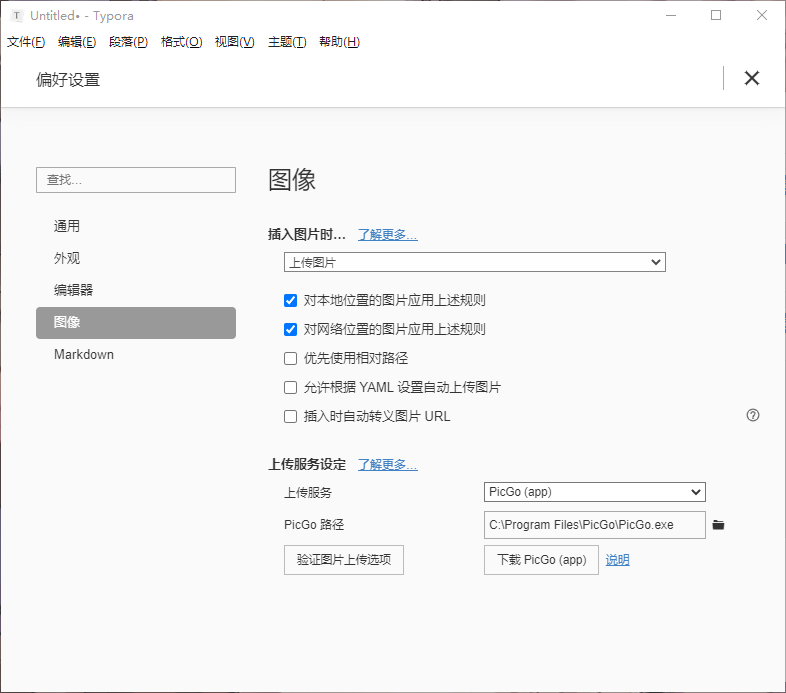 T Untitled• - Typora
文件(F) 编辑(E) 段落(P) 格式(O) 视图(V) 主题(T) 帮助(H)
偏好设置
查找...
通用
外观
编辑器
图像
Markdown
图像
插入图片时... 了解更多...
上传图片
对本地位置的图片应用上述规则
对网络位置的图片应用上述规则
优先使用相对路径
允许根据 YAML 设置自动上传图片
插入时自动转义图片 URL
上传服务设定 了解更多...
上传服务 PicGo (app)
PicGo 路径 C:\Program Files\PicGo\PicGo.exe
验证图片上传选项 下载 PicGo (app) 说明